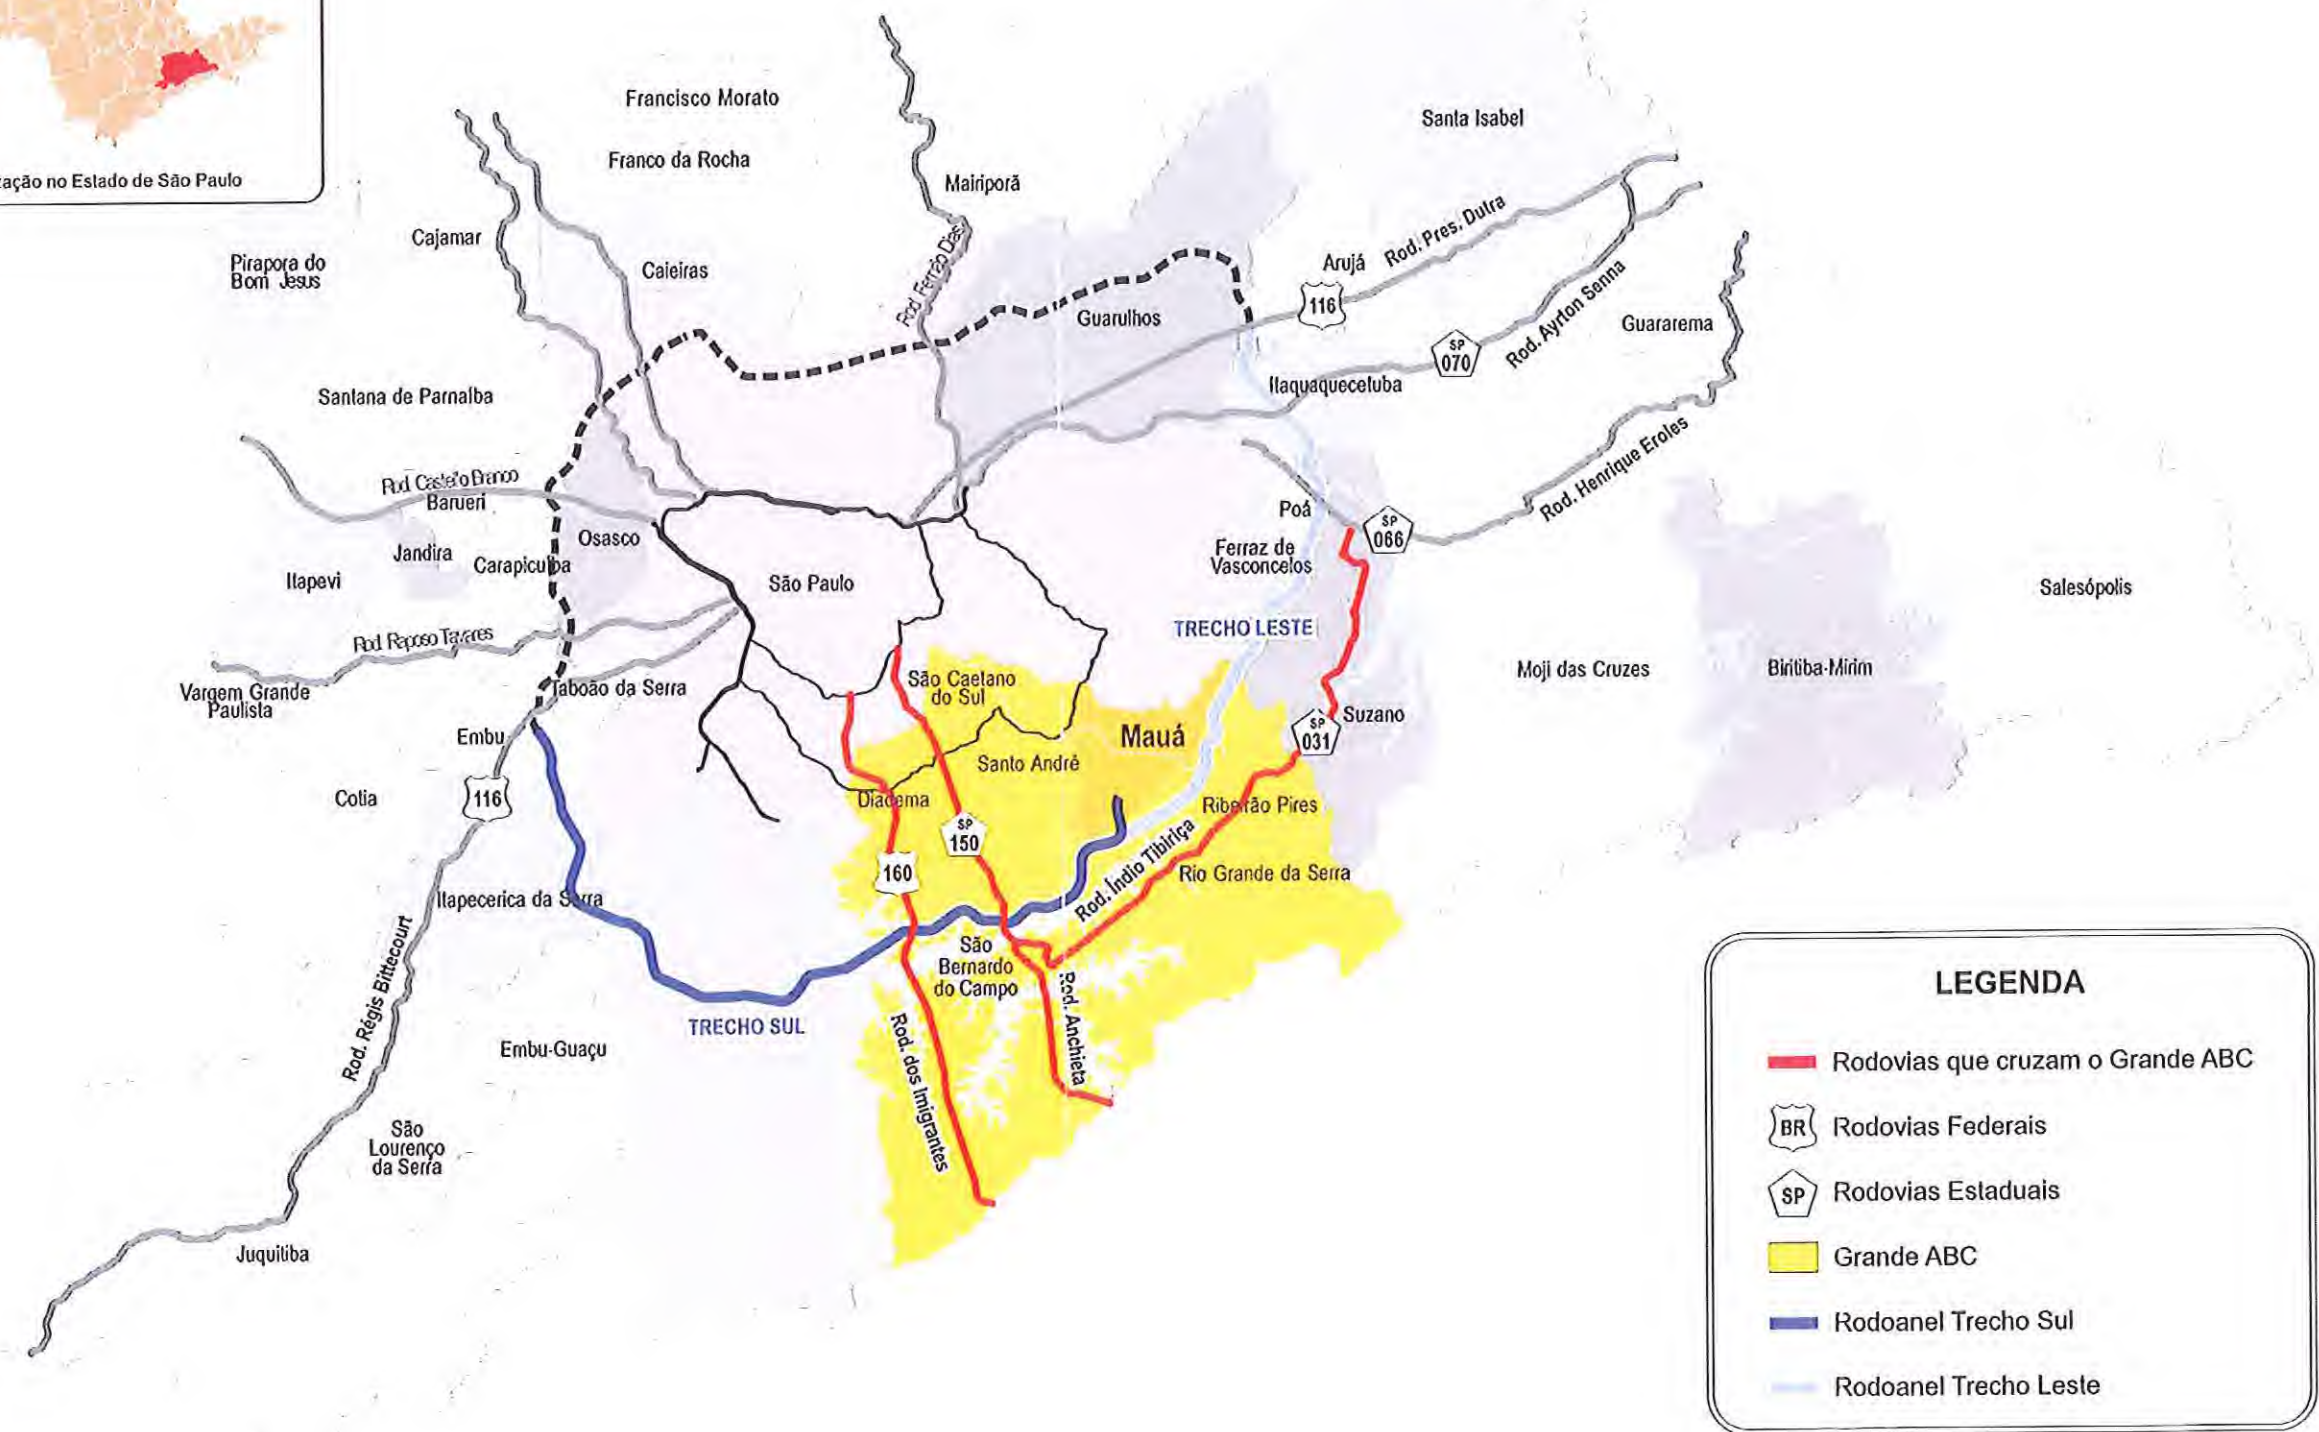 zação no Estado de São Paulo
Francisco Morato
Santa Isabel
Franco da Rocha
Mairiporã
Cajamar
Rod. Pres. Dutra
Pirapora do
Bom Jesus
Caieiras
Rod. Fernão Dias
Arujá
116
Guarulhos
Rod. Ayrton Senna
Guararema
SP
070
Itaquaquecetuba
Santana de Parnaíba
Rod. Henrique Eroles
Rod. Castelo Branco
Barueri
Poá
SP
066
Osasco
Jandira
Carapicuíba
Ferraz de
Vasconcelos
Itapevi
São Paulo
Salesópolis
TRECHO LESTE
Rod. Raposo Tavares
Moji das Cruzes
Biritiba-Mirim
São Caetano
do Sul
Taboão da Serra
Vargem Grande
Paulista
Suzano
SP
031
Embu
Mauá
Santo André
Cotia
116
Diadema
Ribeirão Pires
SP
150
160
Rod. Índio Tibiriça
Rio Grande da Serra
Itapecerica da Serra
Rod. Régis Bittecourt
São
Bernardo
do Campo
TRECHO SUL
Rod. Anchieta
Rod. dos Imigrantes
Embu-Guaçu
São
Lourenço
da Serra
Juquitiba
LEGENDA
Rodovias que cruzam o Grande ABC
BR Rodovias Federais
SP Rodovias Estaduais
Grande ABC
Rodoanel Trecho Sul
Rodoanel Trecho Leste